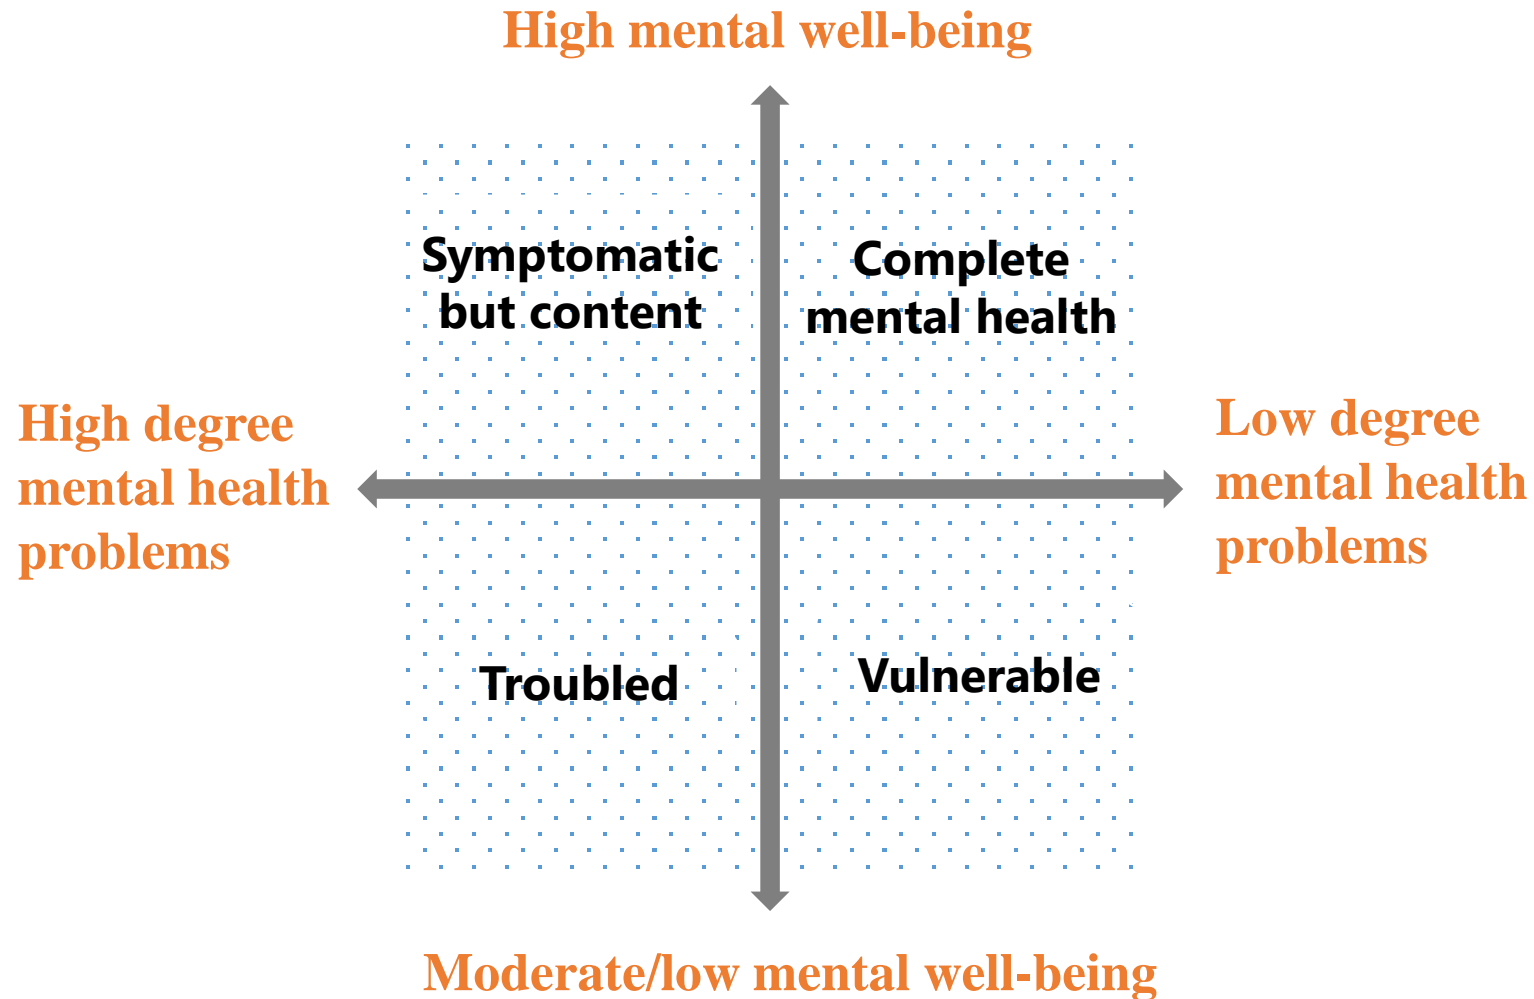 High mental well-being
Symptomatic
but content
Complete
mental health
High degree
mental health
problems
Low degree
mental health
problems
Troubled
Vulnerable
Moderate/low mental well-being